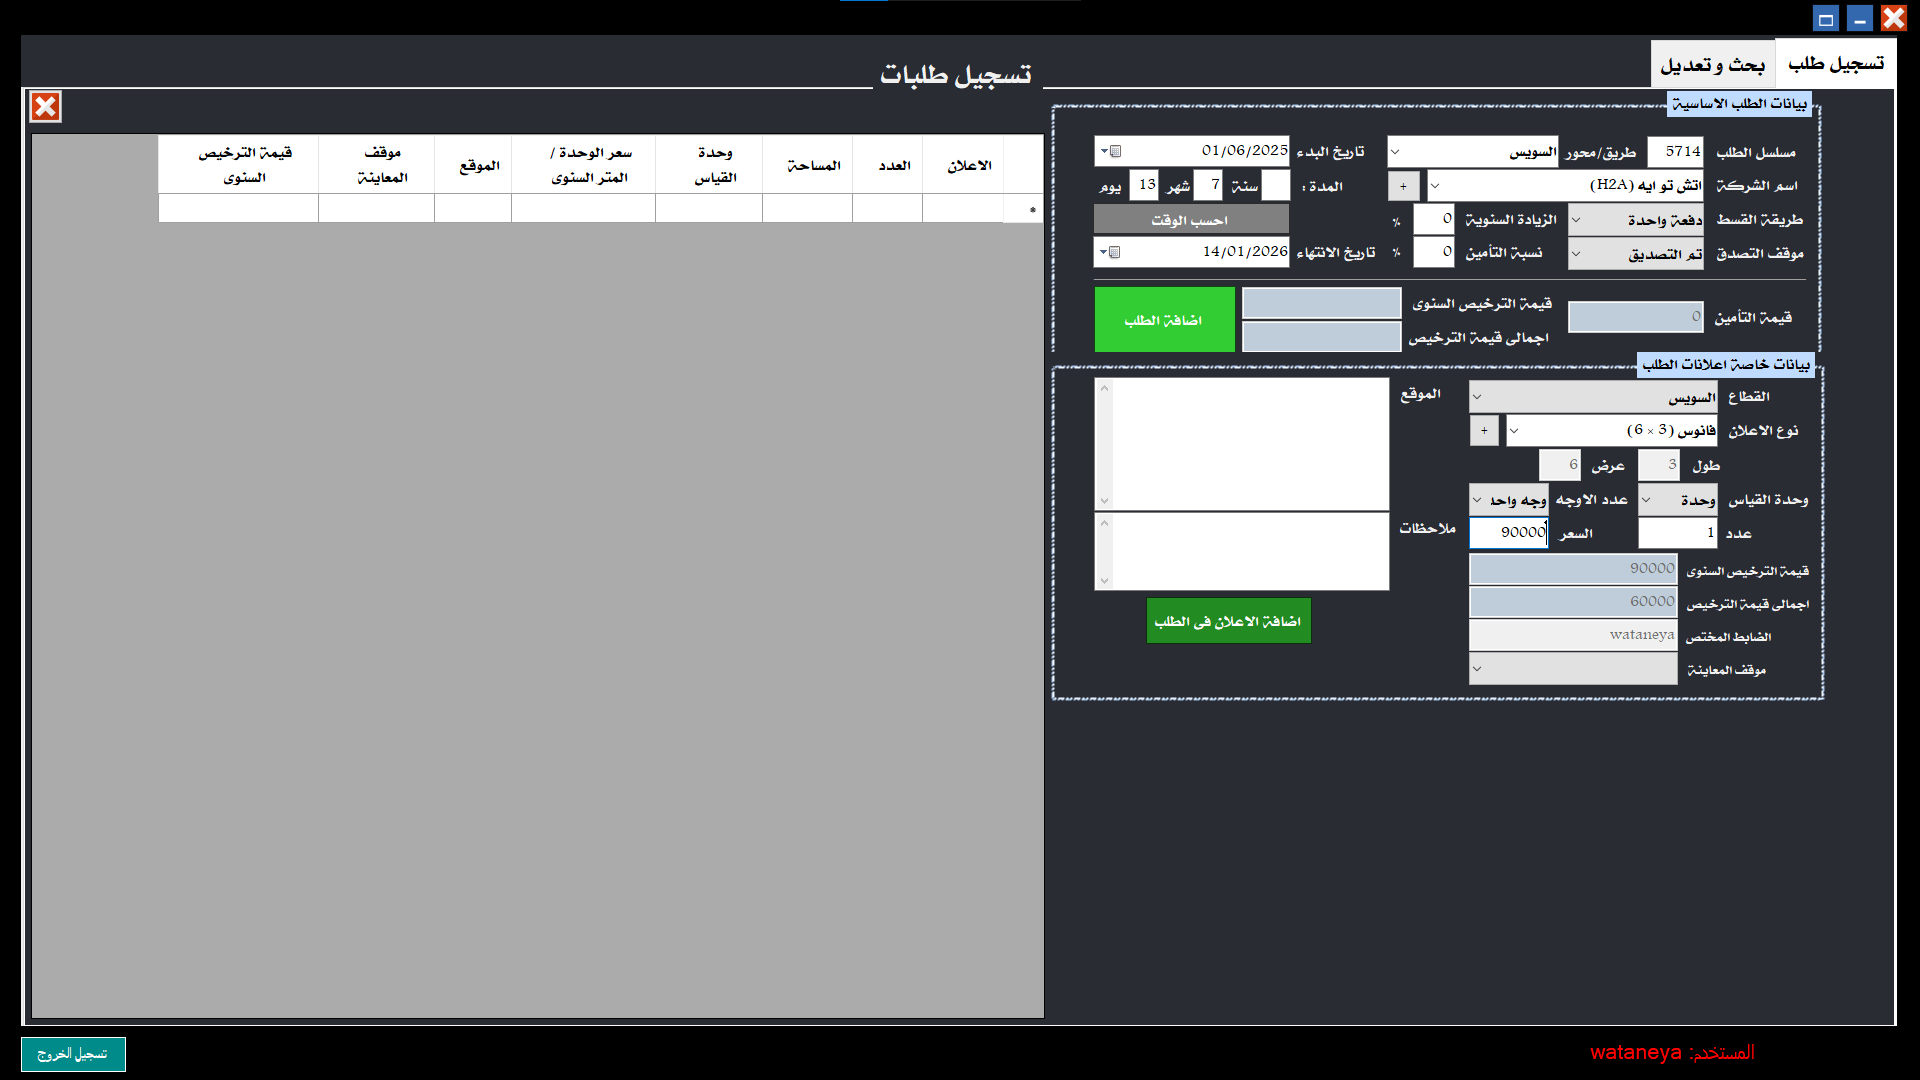 تسجيل طلب
بحث وتعديل
تسجيل طلبات
بيانات الطلب الاساسية
مسلسل الطلب 5714 طريق/محور السويس تاريخ البدء 01/06/2025
اسم الشركة اتش تو ايه (H2A) + المدة : سنة 7 شهر 13 يوم
طريقة القسط دفعة واحدة الزيادة السنوية 0 % احسب الوقت
موقف التصدق تم التصديق نسبة التأمين 0 % تاريخ الانتهاء 14/01/2026
قيمة التأمين 0 قيمة الترخيص السنوى
اجمالى قيمة الترخيص
اضافة الطلب
بيانات خاصة اعلانات الطلب
القطاع السويس الموقع
نوع الاعلان فانوس (3 × 6) +
طول 3 عرض 6
وحدة القياس وحدة عدد الاوجه وجه واحد
عدد 1 السعر 90000 ملاحظات
قيمة الترخيص السنوى 90000
اجمالى قيمة الترخيص 60000
اضافة الاعلان فى الطلب
الضابط المختص wataneya
موقف المعاينة
الاعلان العدد المساحة وحدة القياس سعر الوحدة / المتر السنوى الموقع موقف المعاينة قيمة الترخيص السنوى
*
المستخدم: wataneya
تسجيل الخروج